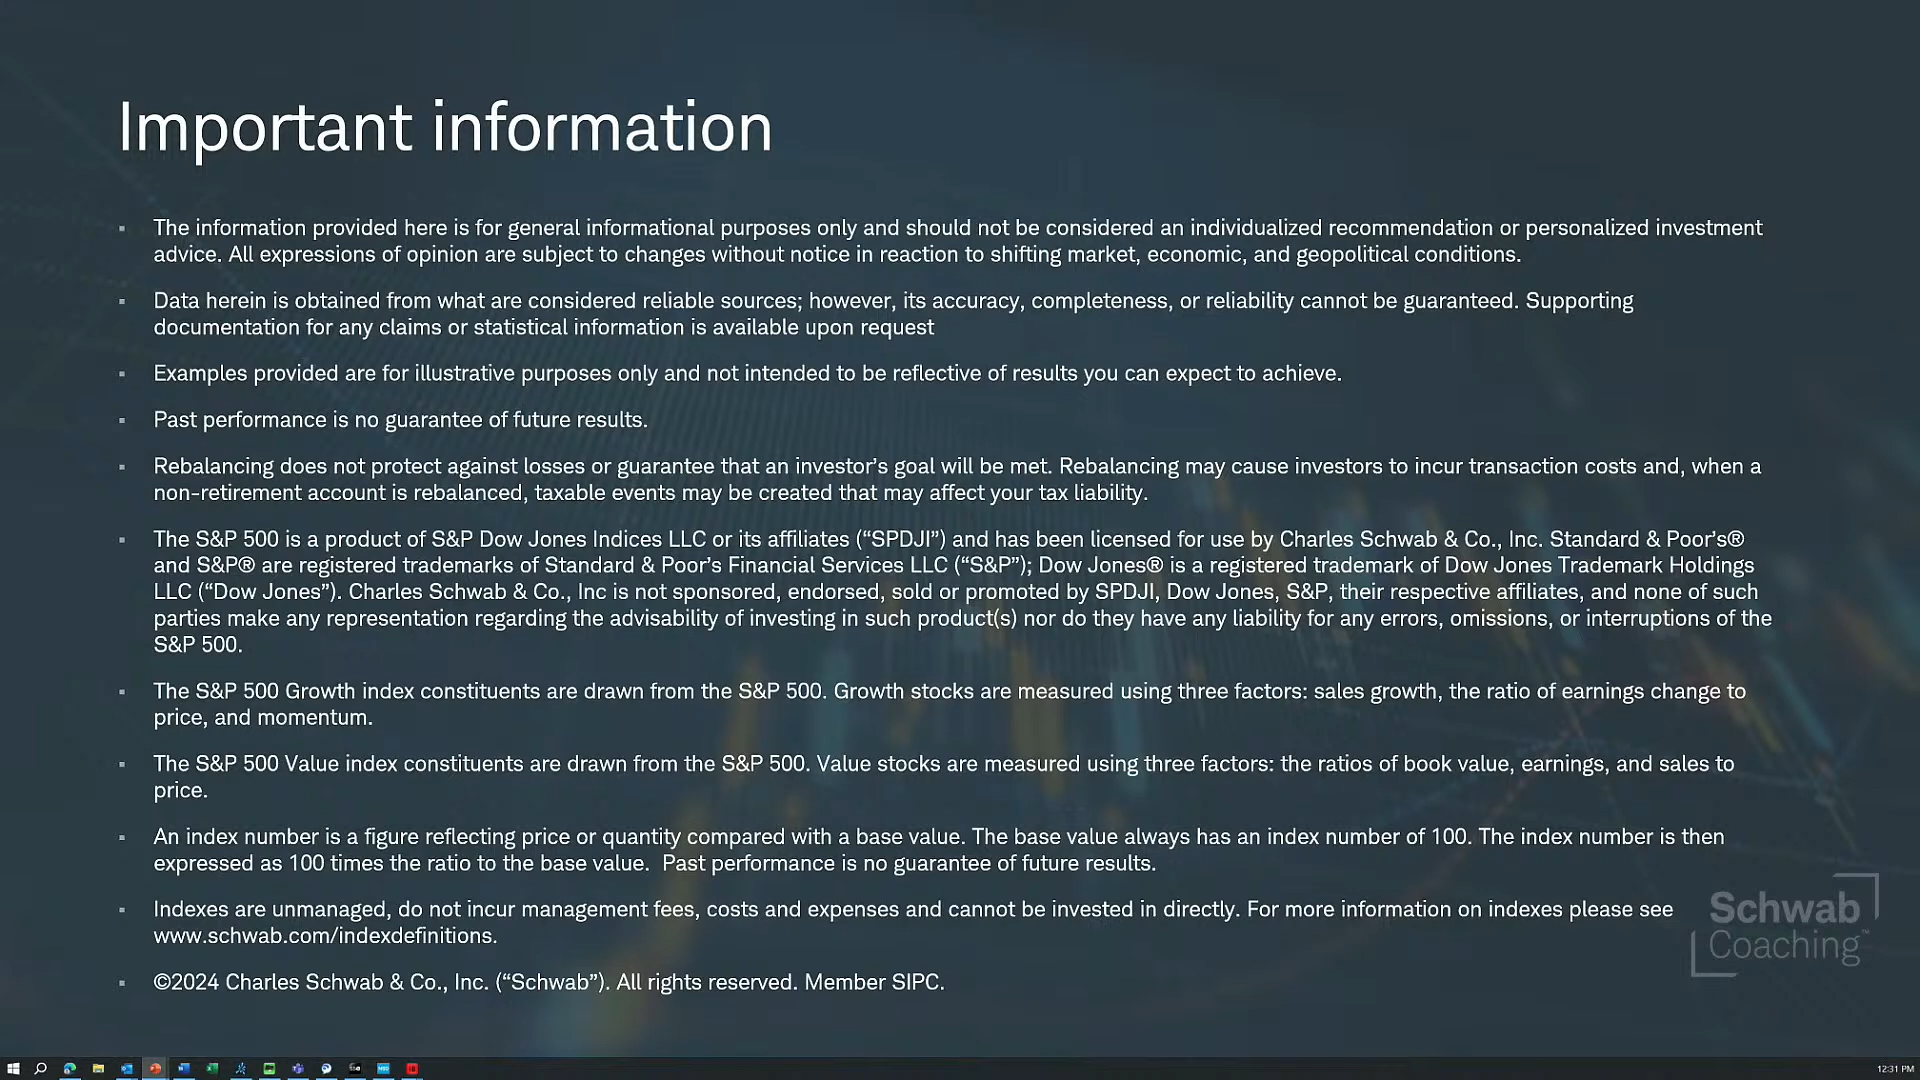 Important information
▪ The information provided here is for general informational purposes only and should not be considered an individualized recommendation or personalized investment
advice. All expressions of opinion are subject to changes without notice in reaction to shifting market, economic, and geopolitical conditions.
▪ Data herein is obtained from what are considered reliable sources; however, its accuracy, completeness, or reliability cannot be guaranteed. Supporting
documentation for any claims or statistical information is available upon request
▪ Examples provided are for illustrative purposes only and not intended to be reflective of results you can expect to achieve.
▪ Past performance is no guarantee of future results.
▪ Rebalancing does not protect against losses or guarantee that an investor’s goal will be met. Rebalancing may cause investors to incur transaction costs and, when a
non-retirement account is rebalanced, taxable events may be created that may affect your tax liability.
▪ The S&P 500 is a product of S&P Dow Jones Indices LLC or its affiliates (“SPDJI”) and has been licensed for use by Charles Schwab & Co., Inc. Standard & Poor’s®
and S&P® are registered trademarks of Standard & Poor’s Financial Services LLC (“S&P”); Dow Jones® is a registered trademark of Dow Jones Trademark Holdings
LLC (“Dow Jones”). Charles Schwab & Co., Inc is not sponsored, endorsed, sold or promoted by SPDJI, Dow Jones, S&P, their respective affiliates, and none of such
parties make any representation regarding the advisability of investing in such product(s) nor do they have any liability for any errors, omissions, or interruptions of the
S&P 500.
▪ The S&P 500 Growth index constituents are drawn from the S&P 500. Growth stocks are measured using three factors: sales growth, the ratio of earnings change to
price, and momentum.
▪ The S&P 500 Value index constituents are drawn from the S&P 500. Value stocks are measured using three factors: the ratios of book value, earnings, and sales to
price.
▪ An index number is a figure reflecting price or quantity compared with a base value. The base value always has an index number of 100. The index number is then
expressed as 100 times the ratio to the base value.  Past performance is no guarantee of future results.
▪ Indexes are unmanaged, do not incur management fees, costs and expenses and cannot be invested in directly. For more information on indexes please see
www.schwab.com/indexdefinitions.
▪ ©2024 Charles Schwab & Co., Inc. (“Schwab”). All rights reserved. Member SIPC.
Schwab
Coaching™
12:31 PM